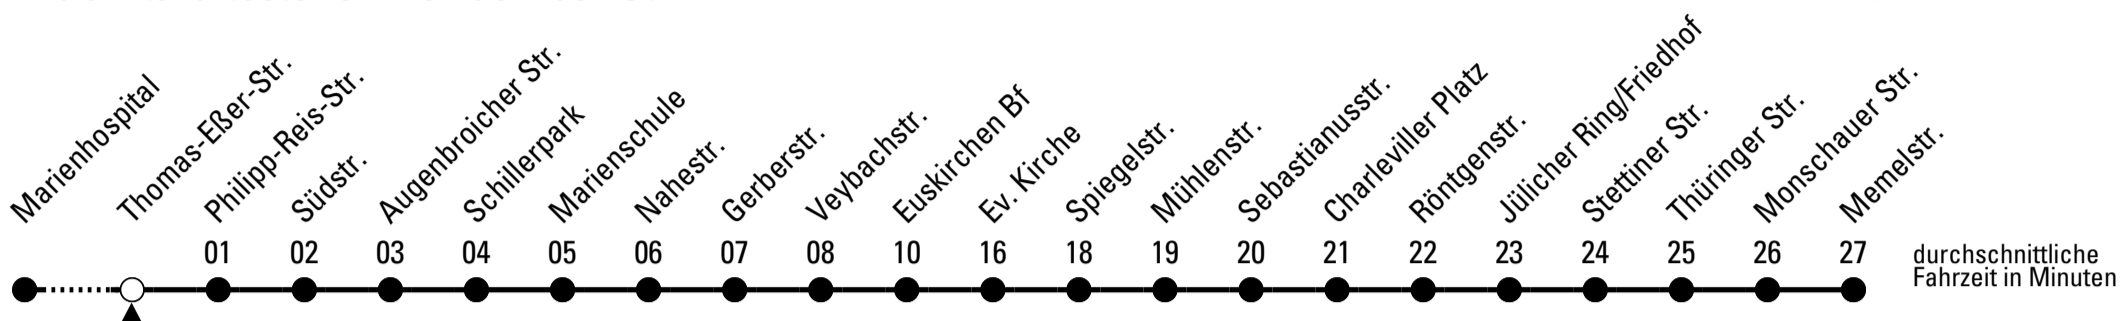 Marienhospital
Thomas-Eßer-Str.
Philipp-Reis-Str.
Südstr.
Augenbroicher Str.
Schillerpark
Marienschule
Nahestr.
Gerberstr.
Veybachstr.
Euskirchen Bf
Ev. Kirche
Spiegelstr.
Mühlenstr.
Sebastianusstr.
Charleviller Platz
Röntgenstr.
Jülicher Ring/Friedhof
Stettiner Str.
Thüringer Str.
Monschauer Str.
Memelstr.
01 02 03 04 05 06 07 08 10 16 18 19 20 21 22 23 24 25 26 27
durchschnittliche
Fahrzeit in Minuten